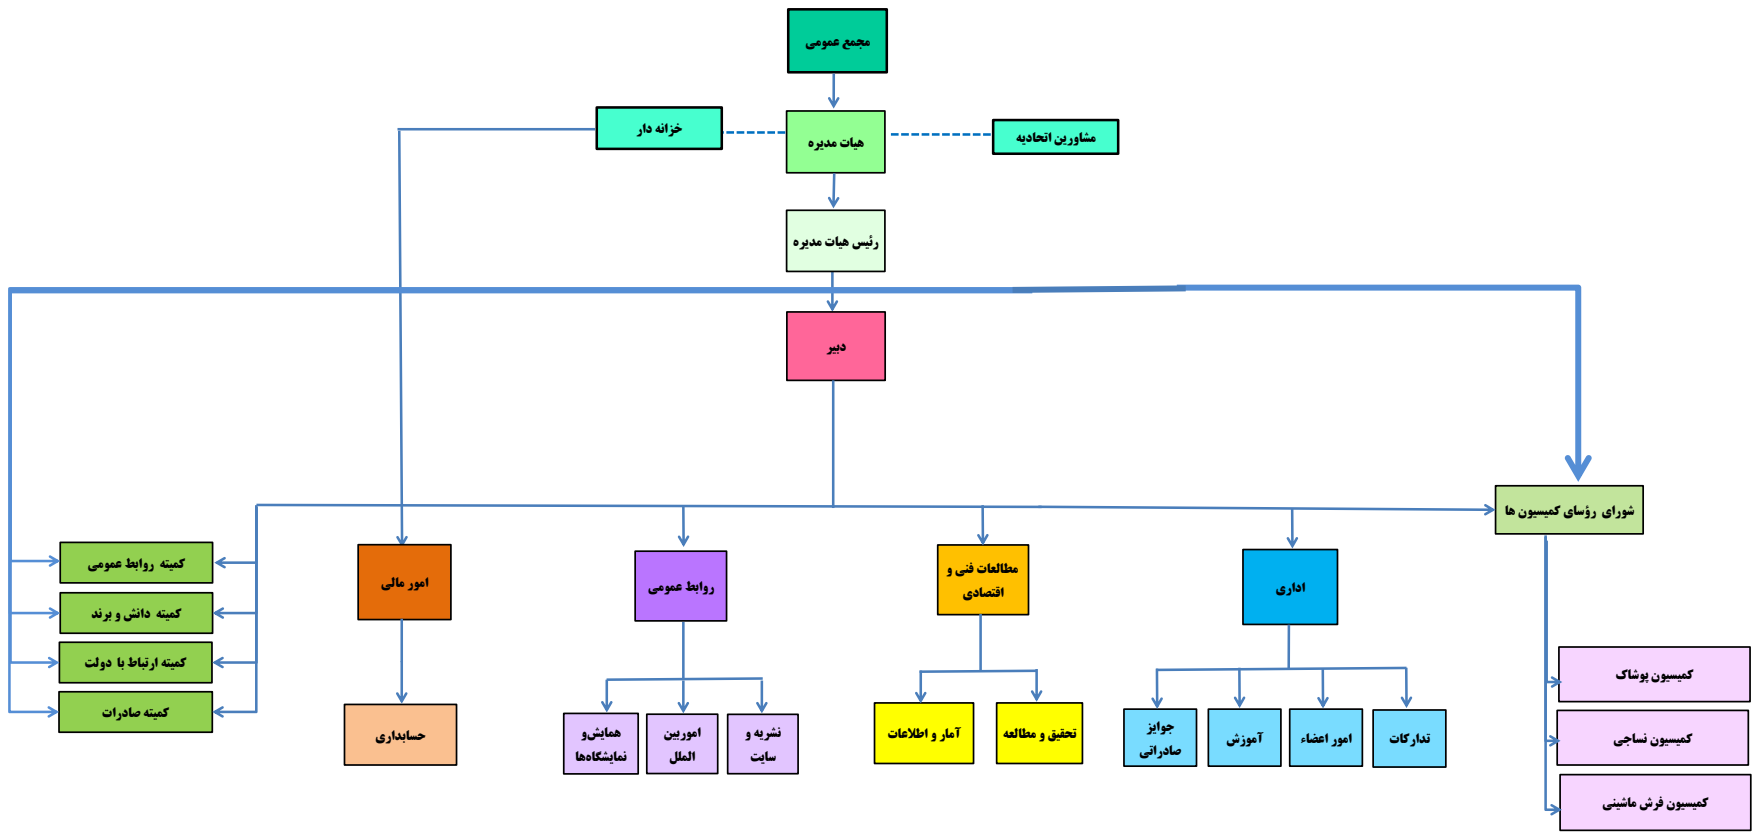 مجمع عمومی
خزانه دار
هیات مدیره
مشاورین اتحادیه
رئیس هیات مدیره
دبیر
شورای رؤسای کمیسیون ها
کمیته روابط عمومی
کمیته دانش و برند
کمیته ارتباط با دولت
کمیته صادرات
امور مالی
حسابداری
روابط عمومی
همایش‌و
نمایشگاه‌ها
اموربین
الملل
نشریه و
سایت
مطالعات فنی و
اقتصادی
آمار و اطلاعات
تحقیق و مطالعه
اداری
جوایز
صادراتی
آموزش
امور اعضاء
تدارکات
کمیسیون پوشاک
کمیسیون نساجی
کمیسیون فرش ماشینی